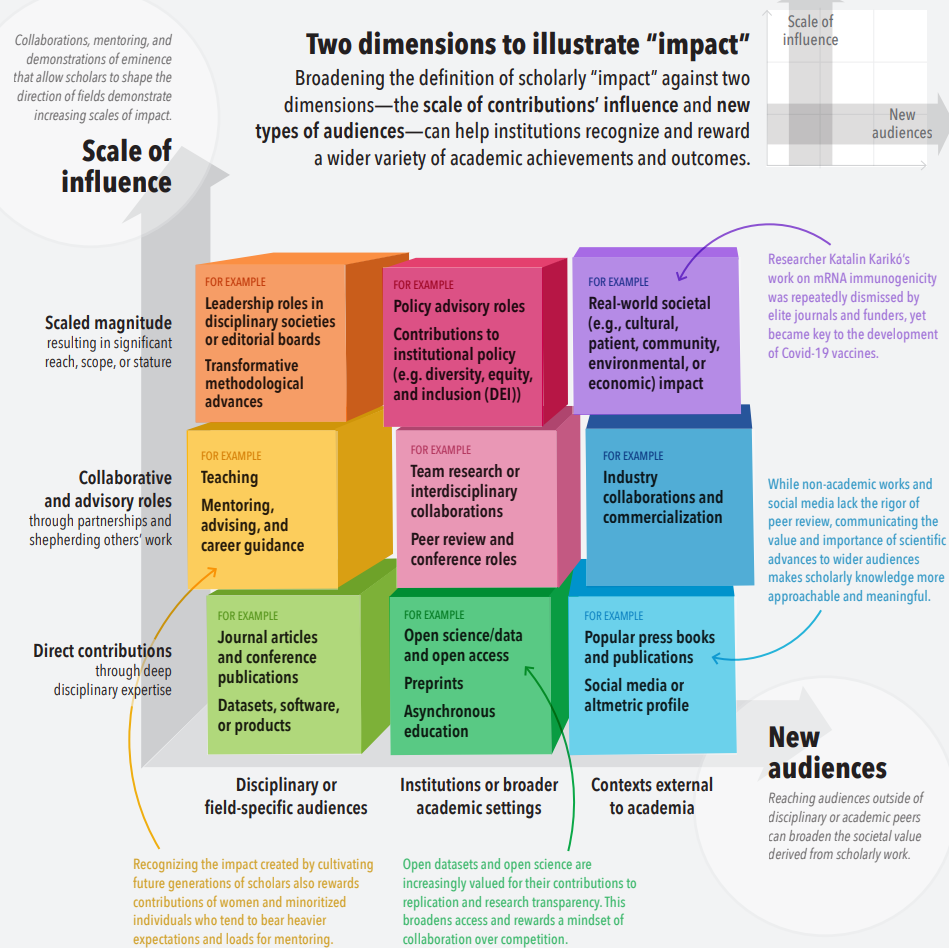 Collaborations, mentoring, and
demonstrations of eminence
that allow scholars to shape the
direction of fields demonstrate
increasing scales of impact.
Scale of
influence
Two dimensions to illustrate “impact”
Broadening the definition of scholarly “impact” against two
dimensions—the scale of contributions’ influence and new
types of audiences—can help institutions recognize and reward
a wider variety of academic achievements and outcomes.
Scale of
influence
New
audiences
Scaled magnitude
resulting in significant
reach, scope, or stature
FOR EXAMPLE
Leadership roles in
disciplinary societies
or editorial boards
Transformative
methodological
advances
FOR EXAMPLE
Policy advisory roles
Contributions to
institutional policy
(e.g. diversity, equity,
and inclusion (DEI))
FOR EXAMPLE
Real-world societal
(e.g., cultural,
patient, community,
environmental, or
economic) impact
Researcher Katalin Karikó’s
work on mRNA immunogenicity
was repeatedly dismissed by
elite journals and funders, yet
became key to the development
of Covid-19 vaccines.
Collaborative
and advisory roles
through partnerships and
shepherding others’ work
FOR EXAMPLE
Teaching
Mentoring,
advising, and
career guidance
FOR EXAMPLE
Team research or
interdisciplinary
collaborations
Peer review and
conference roles
FOR EXAMPLE
Industry
collaborations and
commercialization
While non-academic works and
social media lack the rigor of
peer review, communicating the
value and importance of scientific
advances to wider audiences
makes scholarly knowledge more
approachable and meaningful.
Direct contributions
through deep
disciplinary expertise
FOR EXAMPLE
Journal articles
and conference
publications
Datasets, software,
or products
FOR EXAMPLE
Open science/data
and open access
Preprints
Asynchronous
education
FOR EXAMPLE
Popular press books
and publications
Social media or
altmetric profile
New
audiences
Reaching audiences outside of
disciplinary or academic peers
can broaden the societal value
derived from scholarly work.
Disciplinary or
field-specific audiences
Institutions or broader
academic settings
Contexts external
to academia
Recognizing the impact created by cultivating
future generations of scholars also rewards
contributions of women and minoritized
individuals who tend to bear heavier
expectations and loads for mentoring.
Open datasets and open science are
increasingly valued for their contributions to
replication and research transparency. This
broadens access and rewards a mindset of
collaboration over competition.